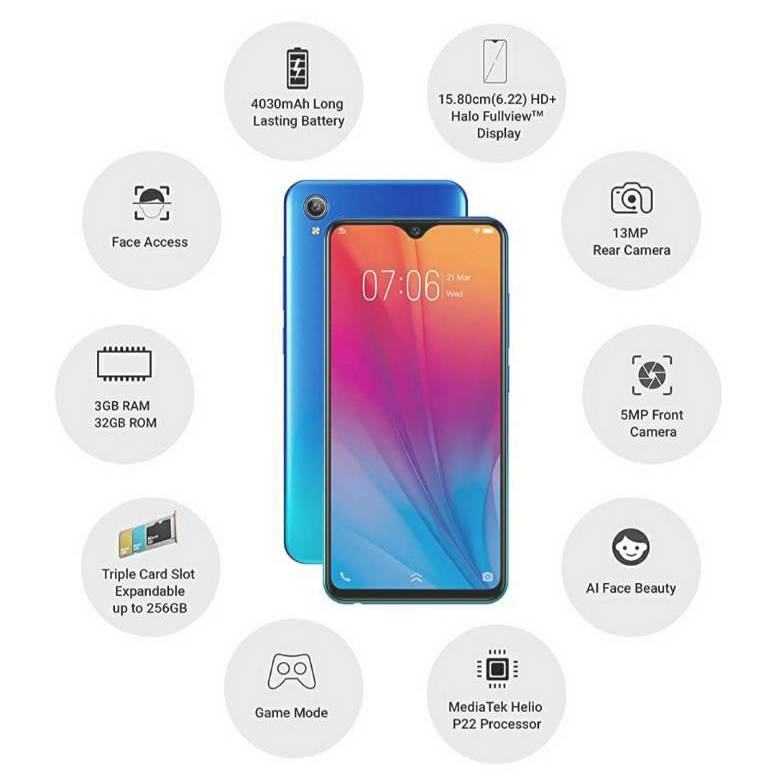 4030mAh Long
Lasting Battery
15.80cm(6.22) HD+
Halo Fullview™
Display
Face Access
13MP
Rear Camera
07:06
21 Mar
Wed
3GB RAM
32GB ROM
5MP Front
Camera
Triple Card Slot
Expandable
up to 256GB
AI Face Beauty
Game Mode
MediaTek Helio
P22 Processor